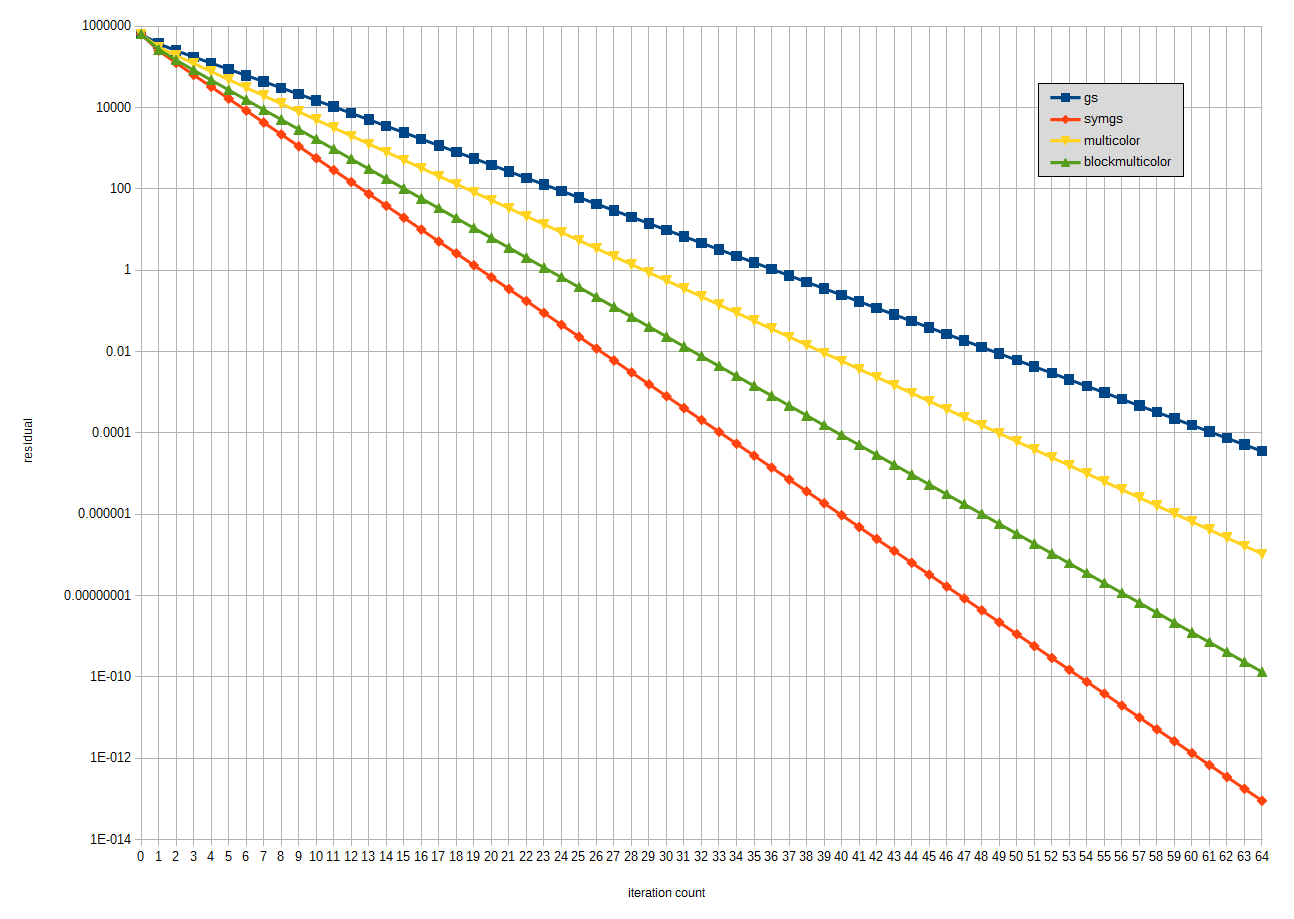 1000000
10000
100
1
0.01
0.0001
0.000001
0.00000001
1E-010
1E-012
1E-014
residual
gs
symgs
multicolor
blockmulticolor
0 1 2 3 4 5 6 7 8 9 10 11 12 13 14 15 16 17 18 19 20 21 22 23 24 25 26 27 28 29 30 31 32 33 34 35 36 37 38 39 40 41 42 43 44 45 46 47 48 49 50 51 52 53 54 55 56 57 58 59 60 61 62 63 64
iteration count